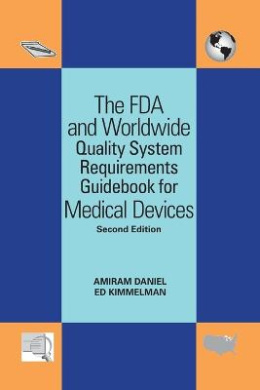 The FDA
and Worldwide
Quality System
Requirements
Guidebook for
Medical Devices
Second Edition
AMIRAM DANIEL
ED KIMMELMAN